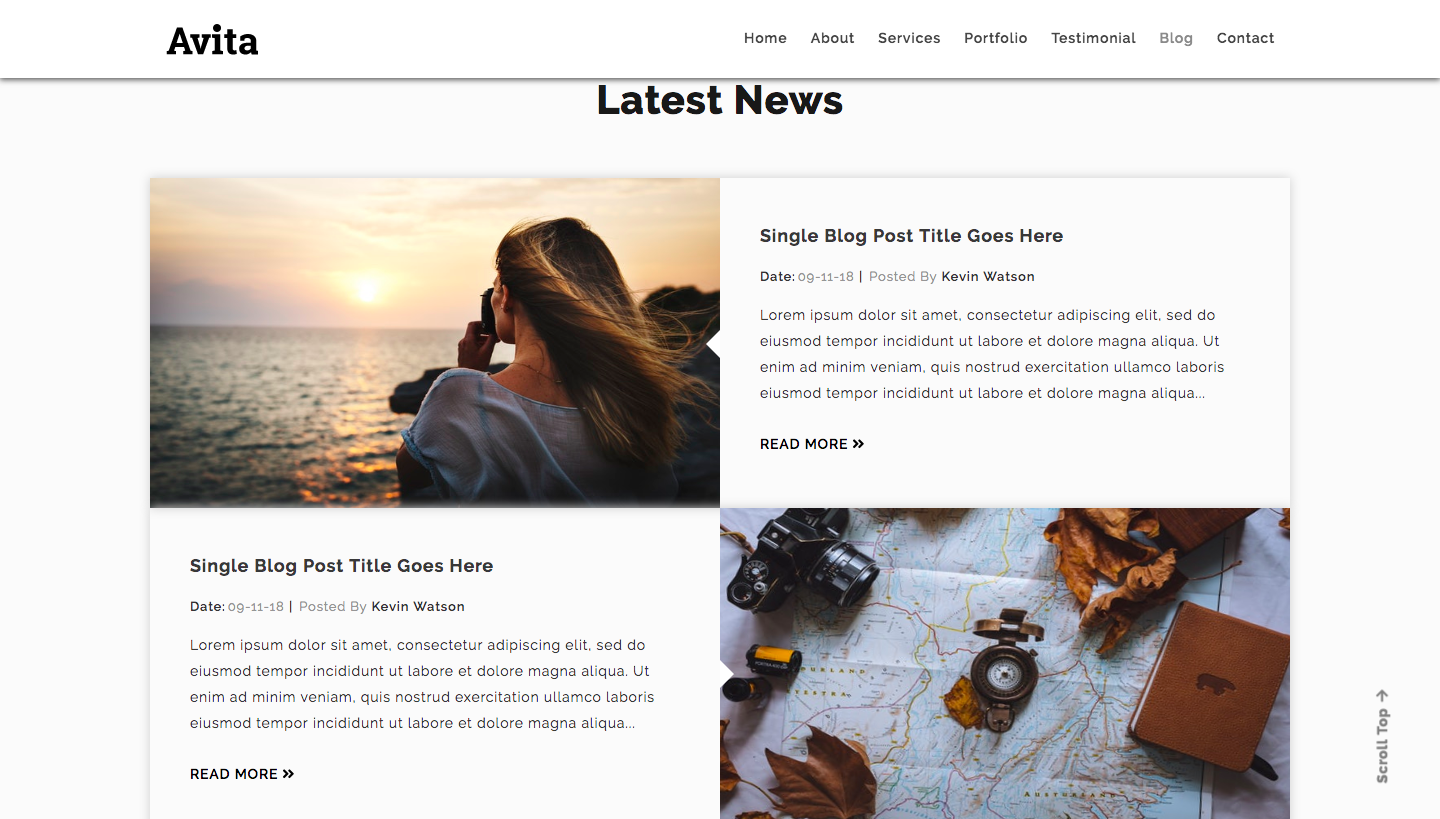 Avita
Home About Services Portfolio Testimonial Blog Contact
Latest News
Single Blog Post Title Goes Here
Date: 09-11-18 | Posted By Kevin Watson
Lorem ipsum dolor sit amet, consectetur adipiscing elit, sed do
eiusmod tempor incididunt ut labore et dolore magna aliqua. Ut
enim ad minim veniam, quis nostrud exercitation ullamco laboris
eiusmod tempor incididunt ut labore et dolore magna aliqua...
READ MORE »
Single Blog Post Title Goes Here
Date: 09-11-18 | Posted By Kevin Watson
Lorem ipsum dolor sit amet, consectetur adipiscing elit, sed do
eiusmod tempor incididunt ut labore et dolore magna aliqua. Ut
enim ad minim veniam, quis nostrud exercitation ullamco laboris
eiusmod tempor incididunt ut labore et dolore magna aliqua...
READ MORE »
AUSTURLAND
Scroll Top →